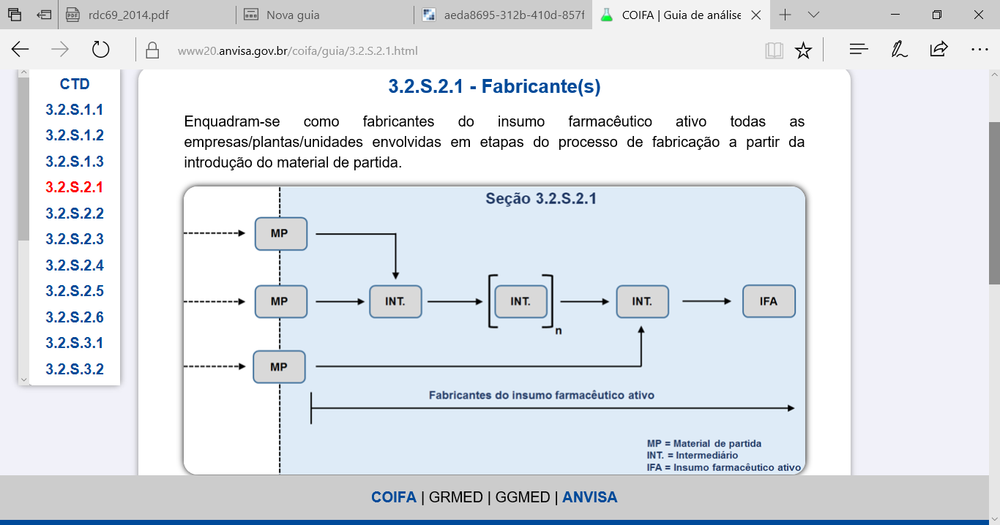 rdc69_2014.pdf
Nova guia
aeda8695-312b-410d-857f
COIFA | Guia de análise
www20.anvisa.gov.br/coifa/guia/3.2.S.2.1.html
CTD
3.2.S.1.1
3.2.S.1.2
3.2.S.1.3
3.2.S.2.1
3.2.S.2.2
3.2.S.2.3
3.2.S.2.4
3.2.S.2.5
3.2.S.2.6
3.2.S.3.1
3.2.S.3.2
3.2.S.2.1 - Fabricante(s)
Enquadram-se como fabricantes do insumo farmacêutico ativo todas as
empresas/plantas/unidades envolvidas em etapas do processo de fabricação a partir da
introdução do material de partida.
Seção 3.2.S.2.1
MP
MP
INT.
INT.
n
INT.
IFA
MP
Fabricantes do insumo farmacêutico ativo
MP = Material de partida
INT. = Intermediário
IFA = Insumo farmacêutico ativo
COIFA | GRMED | GGMED | ANVISA